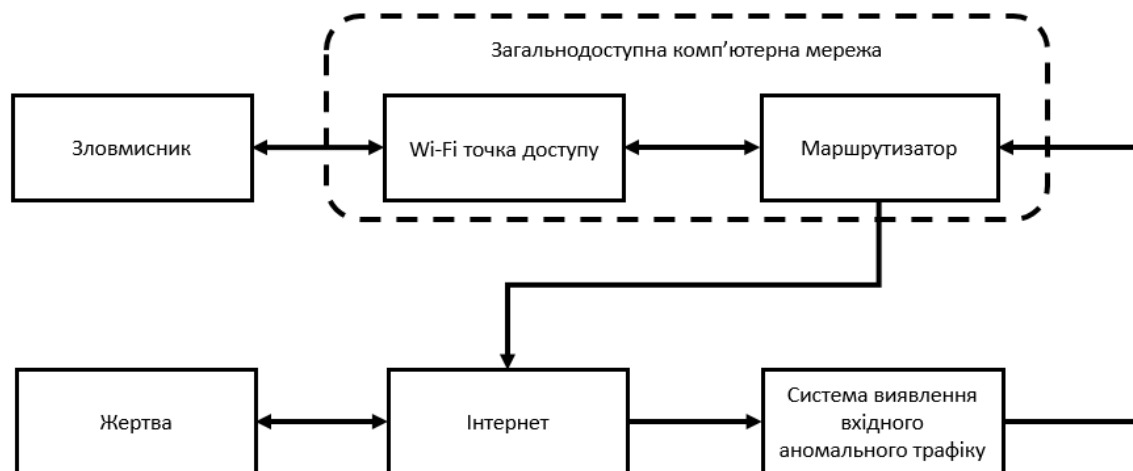 Загальнодоступна комп’ютерна мережа
Зловмисник
Wi-Fi точка доступу
Маршрутизатор
Жертва
Інтернет
Система виявлення
вхідного
аномального трафіку